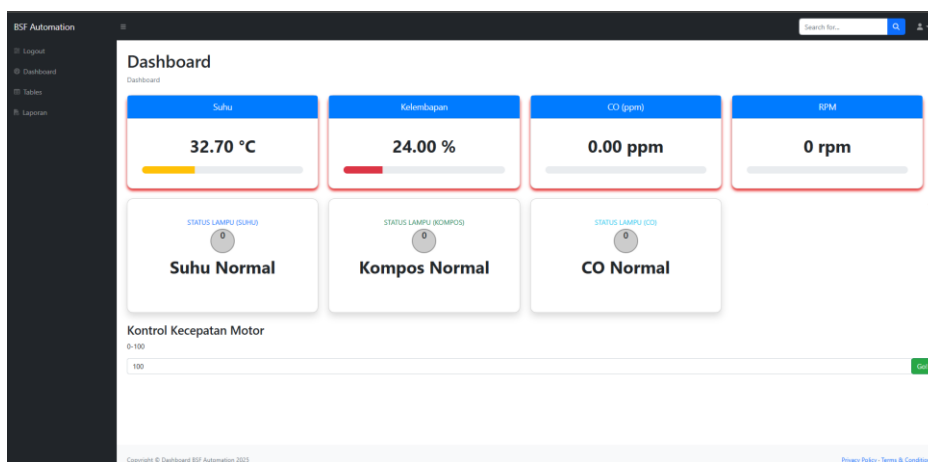 BSF Automation
Search for...
Logout
Dashboard
Tables
Laporan
Dashboard
Dashboard
Suhu
Kelembapan
CO (ppm)
RPM
32.70 °C
24.00 %
0.00 ppm
0 rpm
STATUS LAMPU (SUHU)
STATUS LAMPU (KOMPOS)
STATUS LAMPU (CO)
0
0
0
Suhu Normal
Kompos Normal
CO Normal
Kontrol Kecepatan Motor
0-100
100
Copyright © Dashboard BSF Automation 2025
Privacy Policy · Terms &